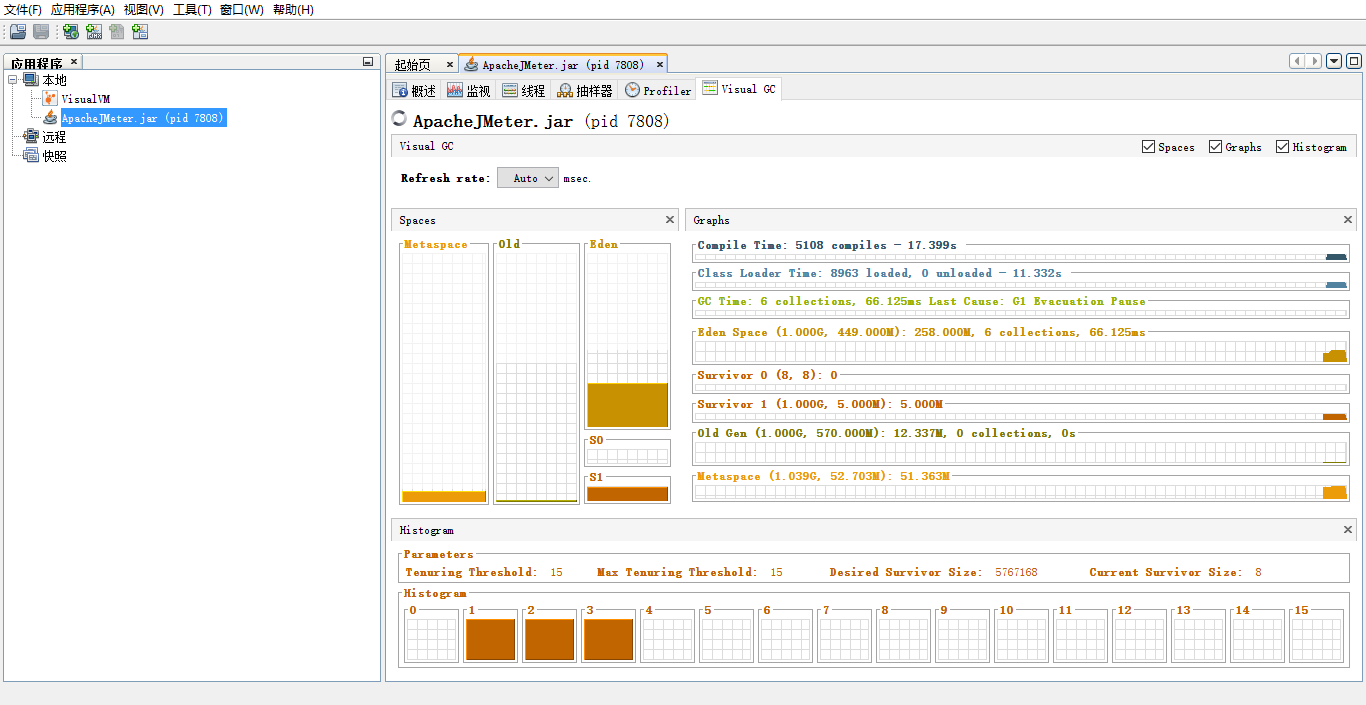 文件(F) 应用程序(A) 视图(V) 工具(T) 窗口(W) 帮助(H)
应用程序
本地
VisualVM
ApacheJMeter.jar (pid 7808)
远程
快照
起始页 ApacheJMeter.jar (pid 7808)
概述 监视 线程 抽样器 Profiler Visual GC
ApacheJMeter.jar (pid 7808)
Visual GC Spaces Graphs Histogram
Refresh rate: Auto msec.
Spaces
Metaspace Old Eden
S0
S1
Graphs
Compile Time: 5108 compiles - 17.399s
Class Loader Time: 8963 loaded, 0 unloaded - 11.332s
GC Time: 6 collections, 66.125ms Last Cause: G1 Evacuation Pause
Eden Space (1.000G, 449.000M): 258.000M, 6 collections, 66.125ms
Survivor 0 (8, 8): 0
Survivor 1 (1.000G, 5.000M): 5.000M
Old Gen (1.000G, 570.000M): 12.337M, 0 collections, 0s
Metaspace (1.039G, 52.703M): 51.363M
Histogram
Parameters
Tenuring Threshold: 15 Max Tenuring Threshold: 15 Desired Survivor Size: 5767168 Current Survivor Size: 8
Histogram
0 1 2 3 4 5 6 7 8 9 10 11 12 13 14 15